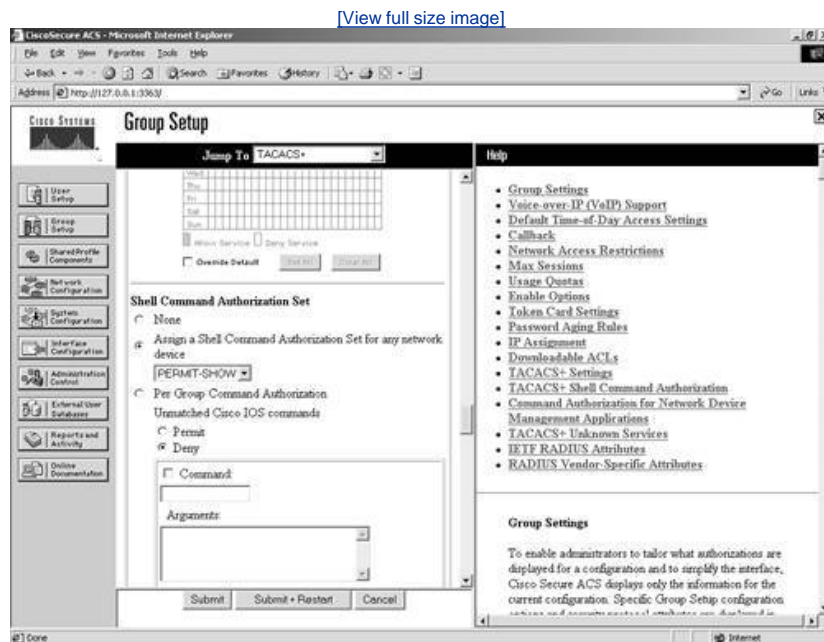 [View full size image]
CiscoSecure ACS - Microsoft Internet Explorer
File Edit View Favorites Tools Help
Back Search Favorites History
Address http://127.0.0.1:3363/ Go Links
CISCO SYSTEMS
Group Setup
Jump To TACACS+
Help
User Setup
Group Setup
Shared Profile Components
Network Configuration
System Configuration
Interface Configuration
Administration Control
External User Databases
Reports and Activity
Online Documentation
Wed
Thu
Fri
Sat
Sun
Allow Service Deny Service
Override Default Set All Clear All
Shell Command Authorization Set
None
Assign a Shell Command Authorization Set for any network
device
PERMIT-SHOW
Per Group Command Authorization
Unmatched Cisco IOS commands
Permit
Deny
Command:
Arguments:
Submit Submit + Restart Cancel
Group Settings
Voice-over-IP (VoIP) Support
Default Time-of-Day Access Settings
Callback
Network Access Restrictions
Max Sessions
Usage Quotas
Enable Options
Token Card Settings
Password Aging Rules
IP Assignment
Downloadable ACLs
TACACS+ Settings
TACACS+ Shell Command Authorization
Command Authorization for Network Device
Management Applications
TACACS+ Unknown Services
IETF RADIUS Attributes
RADIUS Vendor-Specific Attributes
Group Settings
To enable administrators to tailor what authorizations are
displayed for a configuration and to simplify the interface,
Cisco Secure ACS displays only the information for the
current configuration. Specific Group Setup configuration
Done
Internet